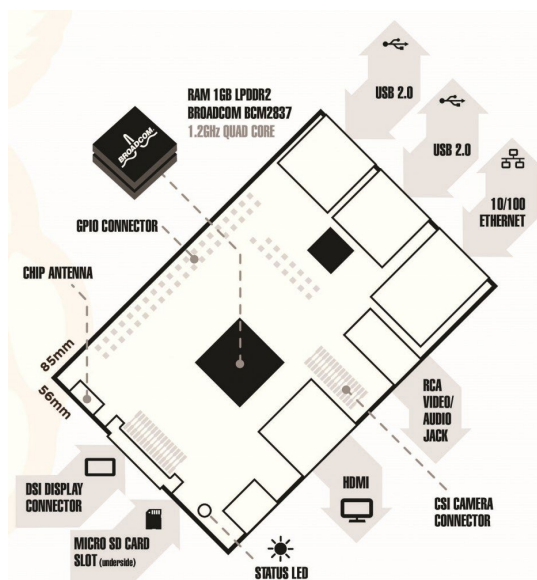 USB 2.0
RAM 1GB LPDDR2
BROADCOM BCM2837
1.2GHz QUAD CORE
BROADCOM
USB 2.0
10/100
ETHERNET
GPIO CONNECTOR
CHIP ANTENNA
85mm
56mm
RCA
VIDEO/
AUDIO
JACK
HDMI
DSI DISPLAY
CONNECTOR
CSI CAMERA
CONNECTOR
MICRO SD CARD
SLOT (underside)
STATUS LED